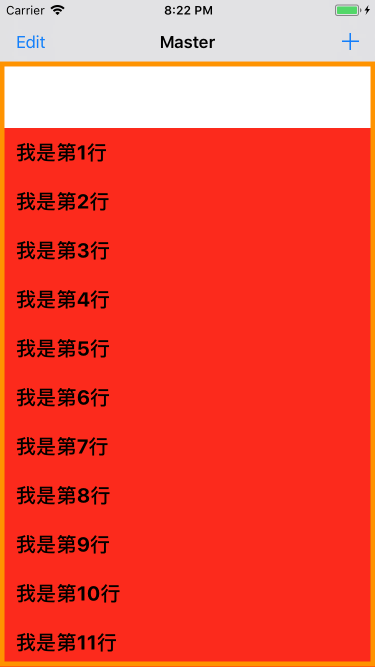 Carrier 8:22 PM
Edit Master +
我是第1行
我是第2行
我是第3行
我是第4行
我是第5行
我是第6行
我是第7行
我是第8行
我是第9行
我是第10行
我是第11行